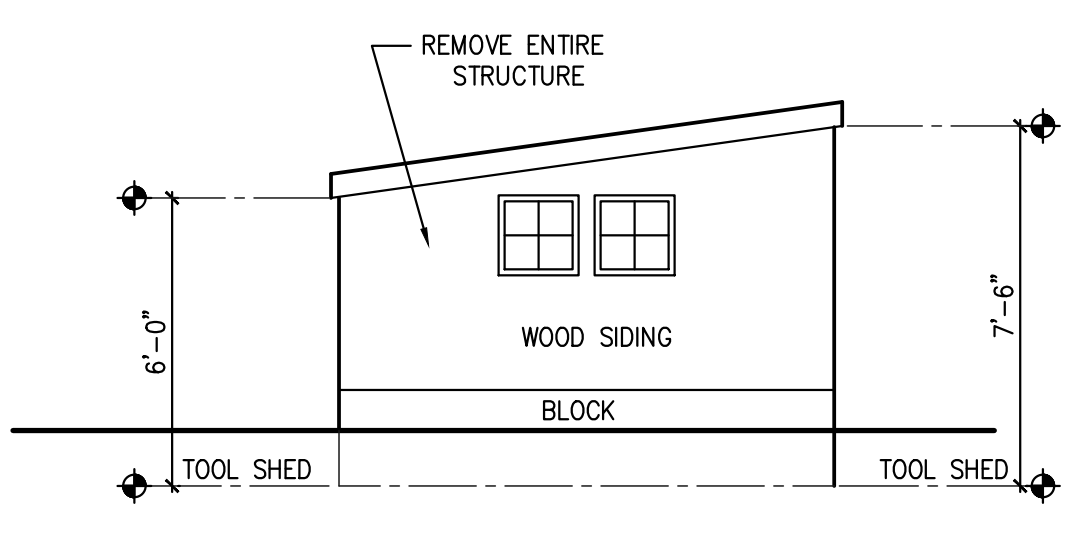 REMOVE ENTIRE
STRUCTURE
6'-0"
7'-6"
WOOD SIDING
BLOCK
TOOL SHED
TOOL SHED